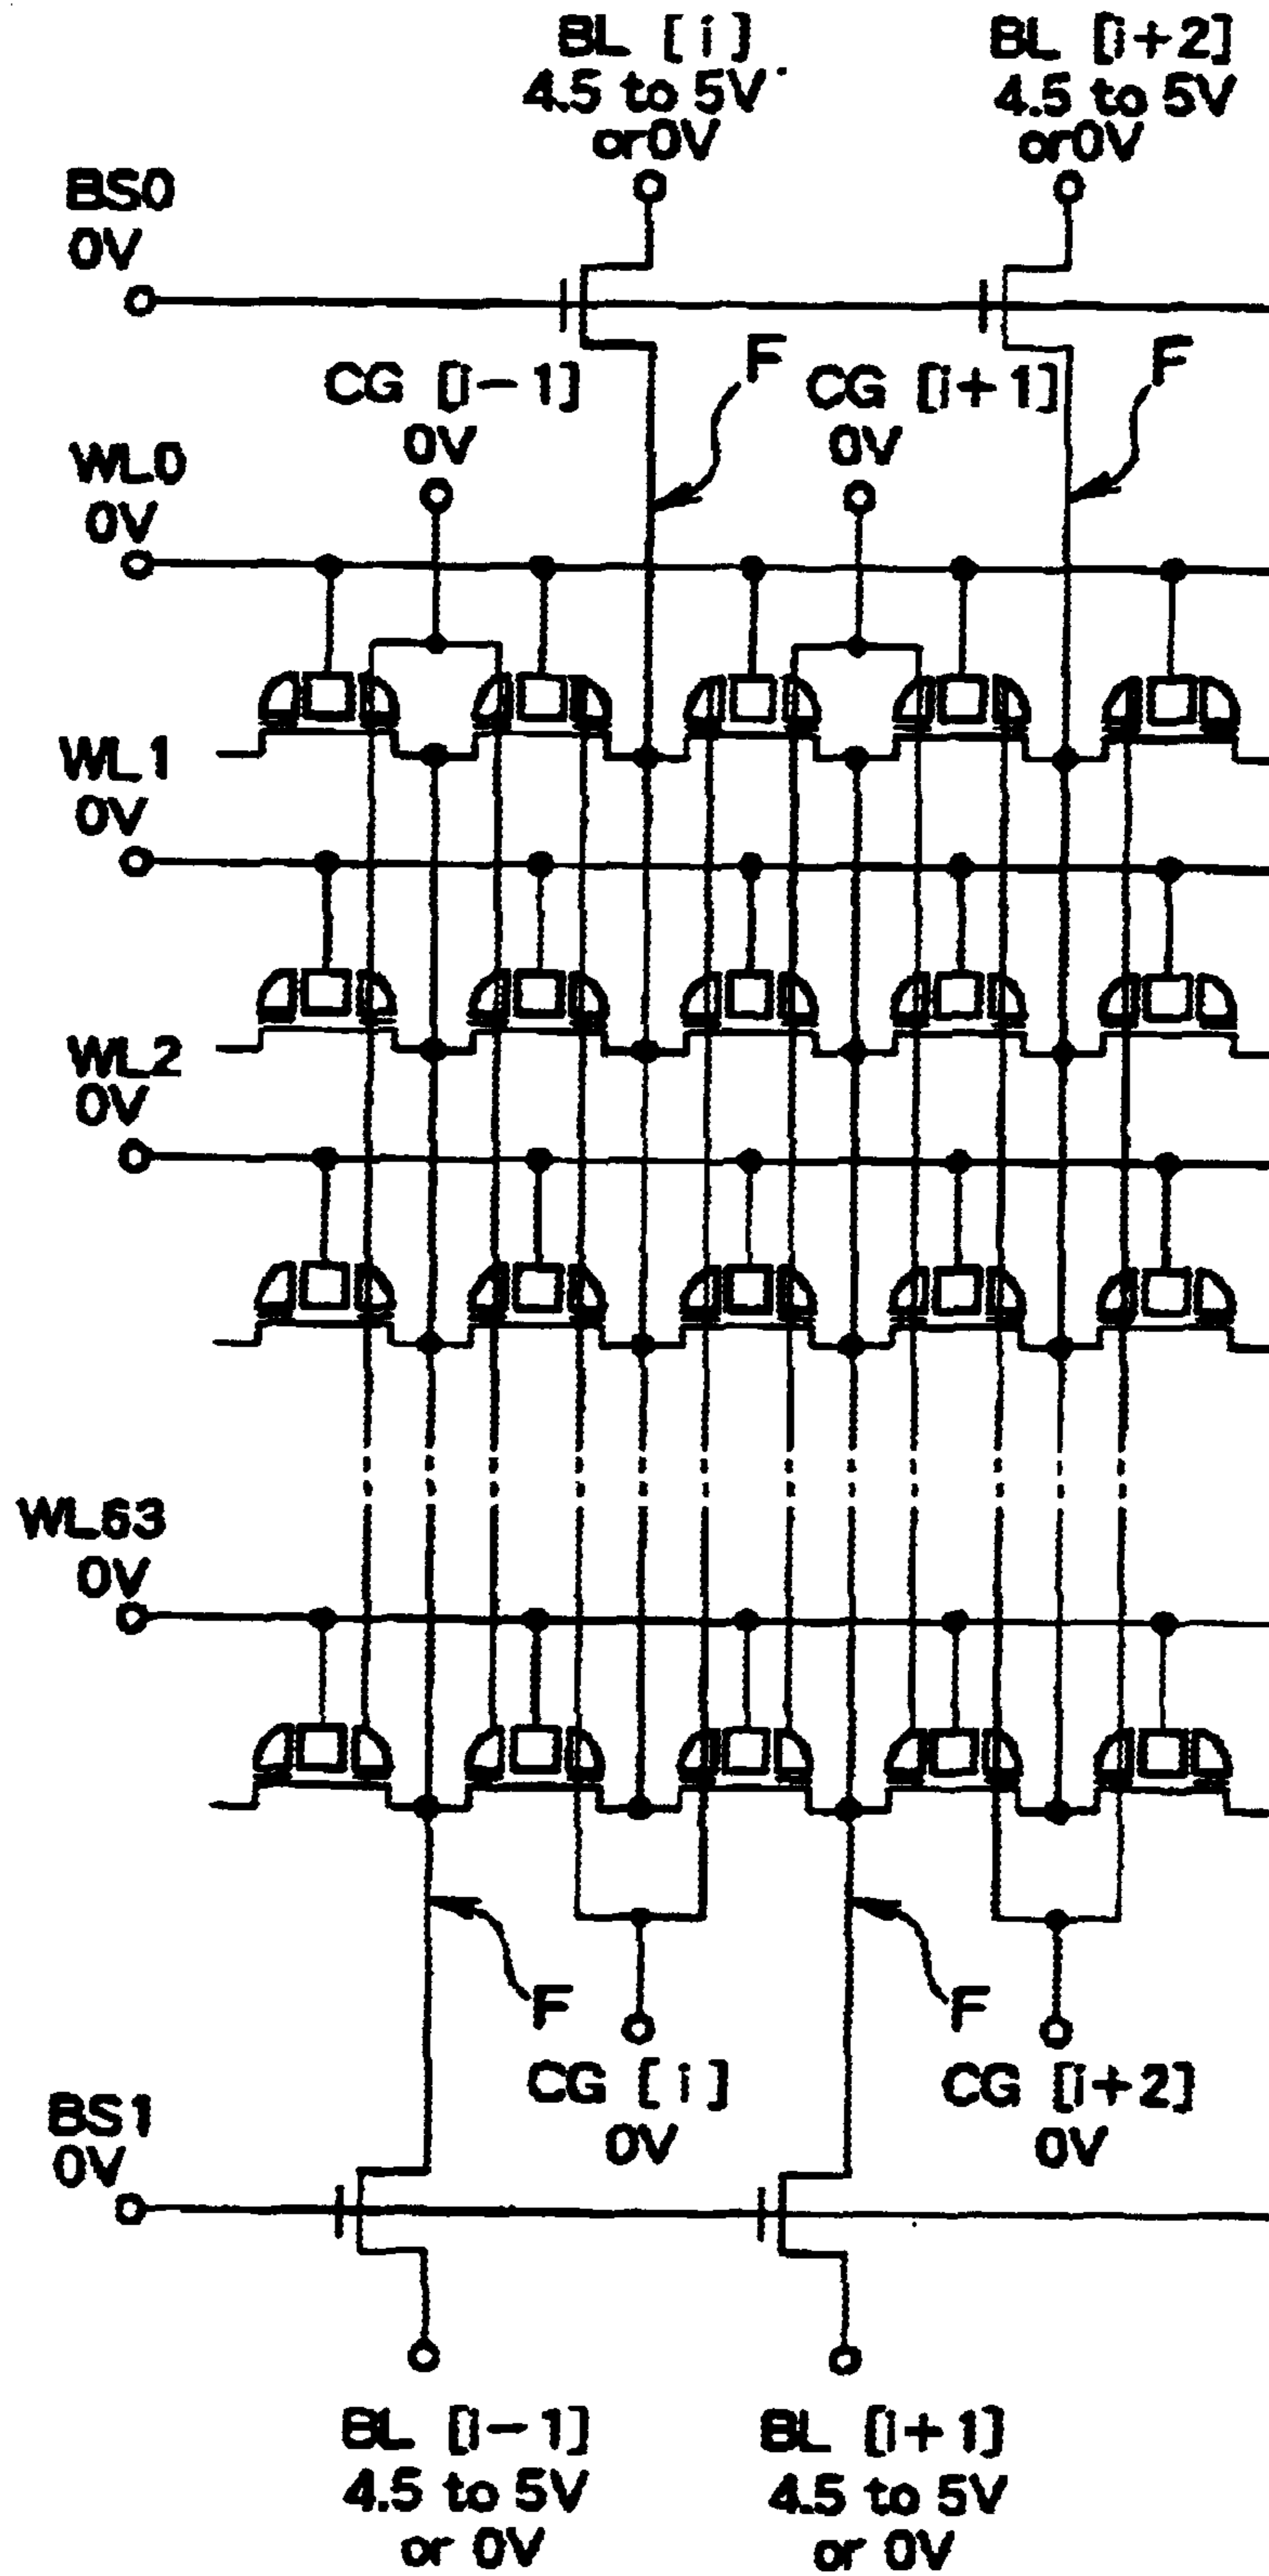 BL [i]
4.5 to 5V
or0V
BL [i+2]
4.5 to 5V
or0V
BS0
0V
F
F
CG [i-1]
0V
CG [i+1]
0V
WL0
0V
WL1
0V
WL2
0V
WL63
0V
F
F
CG [i]
0V
CG [i+2]
0V
BS1
0V
BL [i-1]
4.5 to 5V
or 0V
BL [i+1]
4.5 to 5V
or 0V